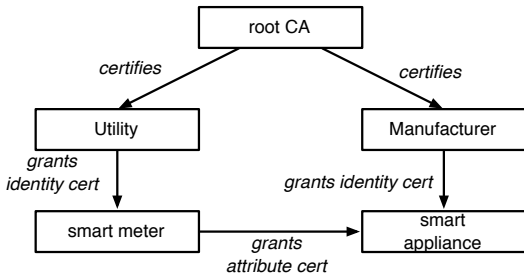 root CA
certifies
certifies
Utility
Manufacturer
grants
identity cert
grants identity cert
smart meter
smart
appliance
grants
attribute cert